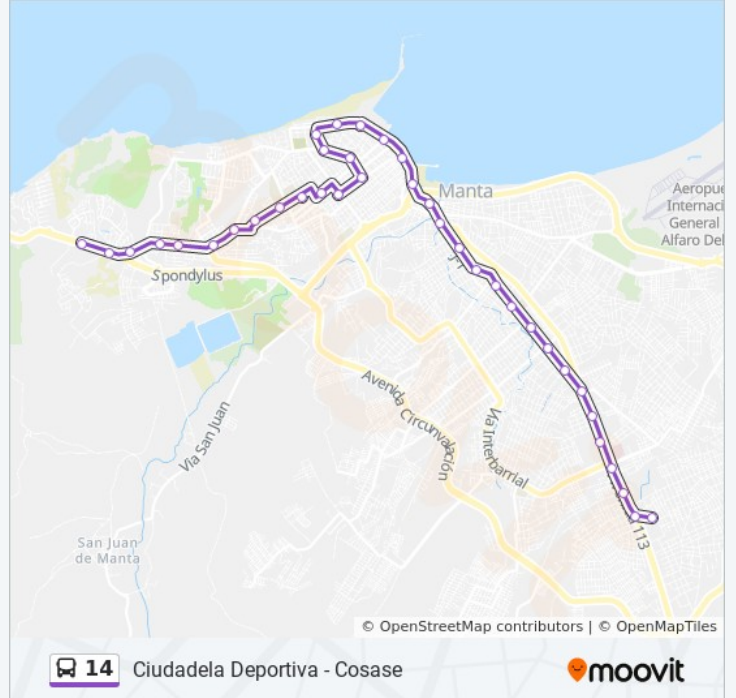 Manta
Aeropue
Internaci
General
Alfaro Del
Spondylus
Avenida Circunvalación
Via Interbarrial
Via San Juan
113
San Juan
de Manta
© OpenStreetMap contributors | © OpenMapTiles
14 Ciudadela Deportiva - Cosase
moovit